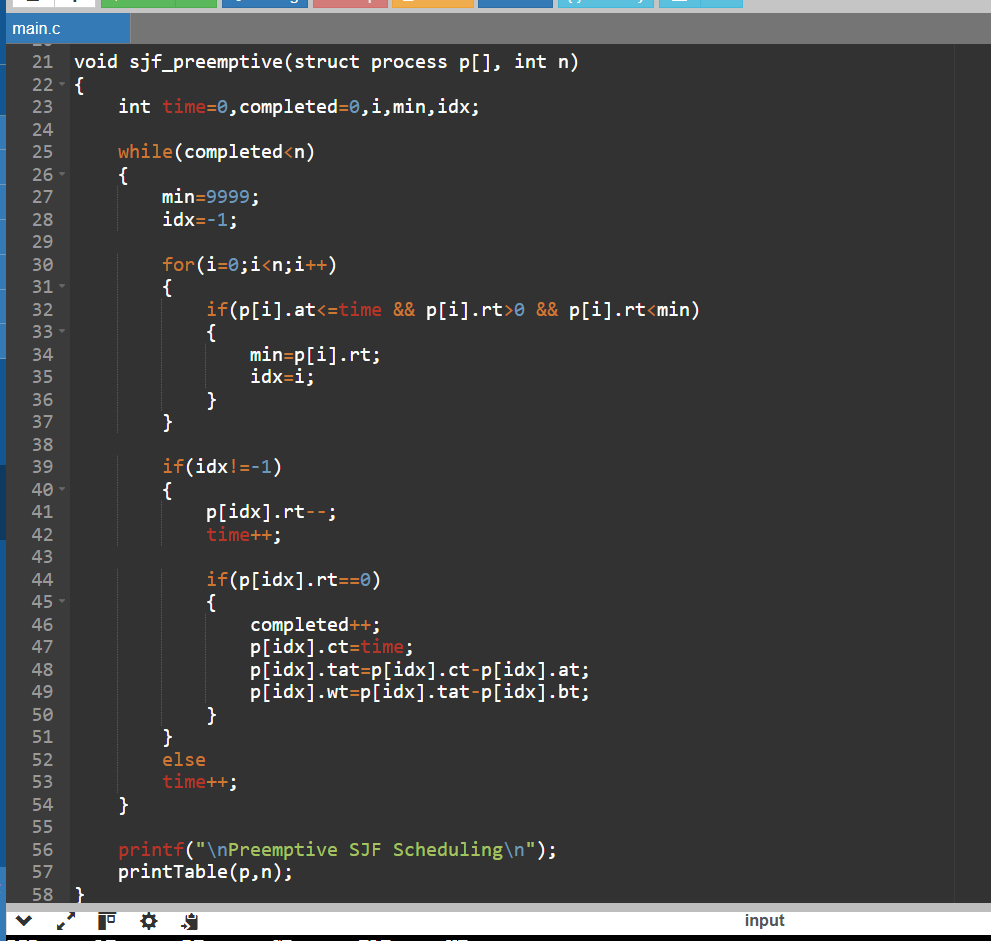 main.c
21 void sjf_preemptive(struct process p[], int n)
22 {
23     int time=0,completed=0,i,min,idx;
24
25     while(completed<n)
26     {
27         min=9999;
28         idx=-1;
29
30         for(i=0;i<n;i++)
31         {
32             if(p[i].at<=time && p[i].rt>0 && p[i].rt<min)
33             {
34                 min=p[i].rt;
35                 idx=i;
36             }
37         }
38
39         if(idx!=-1)
40         {
41             p[idx].rt--;
42             time++;
43
44             if(p[idx].rt==0)
45             {
46                 completed++;
47                 p[idx].ct=time;
48                 p[idx].tat=p[idx].ct-p[idx].at;
49                 p[idx].wt=p[idx].tat-p[idx].bt;
50             }
51         }
52         else
53         time++;
54     }
55
56     printf("\nPreemptive SJF Scheduling\n");
57     printTable(p,n);
58 }
input